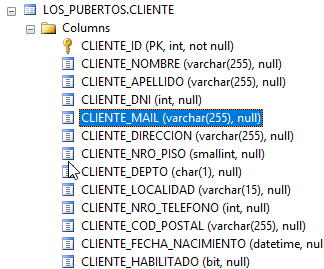 LOS_PUBERTOS.CLIENTE
Columns
CLIENTE_ID (PK, int, not null)
CLIENTE_NOMBRE (varchar(255), null)
CLIENTE_APELLIDO (varchar(255), null)
CLIENTE_DNI (int, null)
CLIENTE_MAIL (varchar(255), null)
CLIENTE_DIRECCION (varchar(255), null)
CLIENTE_NRO_PISO (smallint, null)
CLIENTE_DEPTO (char(1), null)
CLIENTE_LOCALIDAD (varchar(15), null)
CLIENTE_NRO_TELEFONO (int, null)
CLIENTE_COD_POSTAL (varchar(255), null)
CLIENTE_FECHA_NACIMIENTO (datetime, nul
CLIENTE_HABILITADO (bit, null)